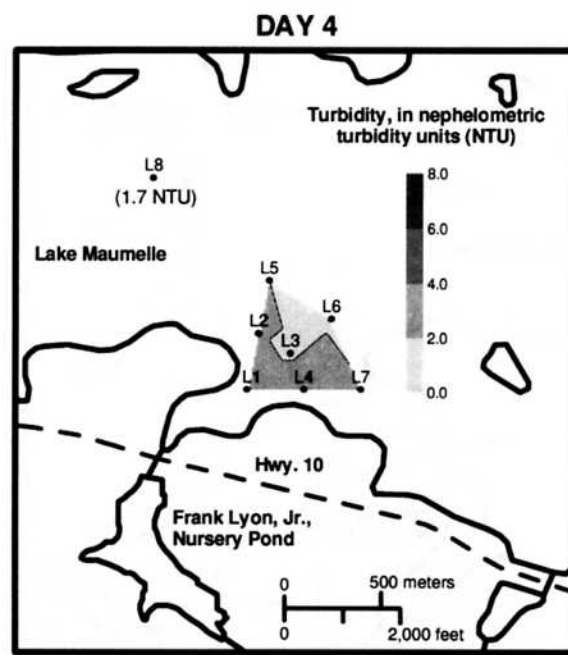 DAY 4
Turbidity, in nephelometric
turbidity units (NTU)
L8
(1.7 NTU)
8.0
6.0
4.0
2.0
0.0
Lake Maumelle
L5
L6
L2
L3
L1
L4
L7
Hwy. 10
Frank Lyon, Jr.,
Nursery Pond
0 500 meters
0 2,000 feet